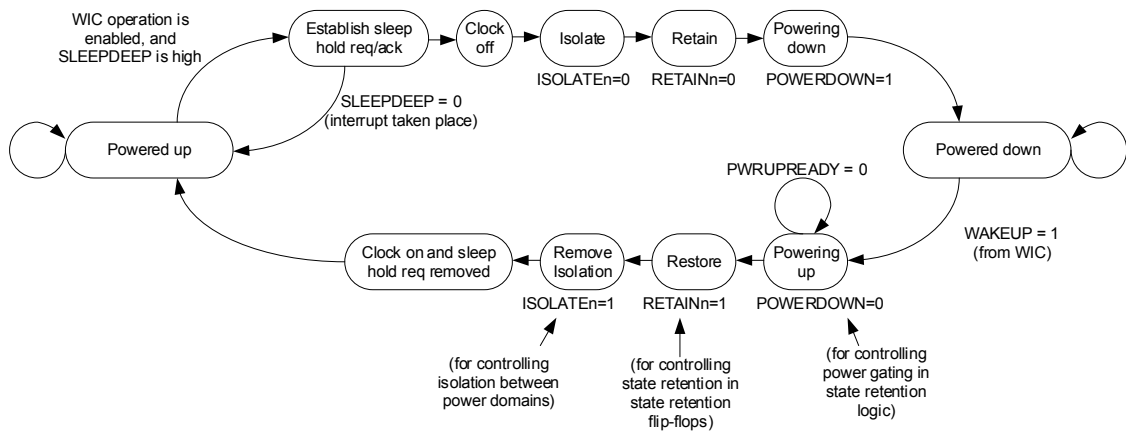 WIC operation is
enabled, and
SLEEPDEEP is high
Establish sleep
hold req/ack
Clock
off
Isolate
Retain
Powering
down
ISOLATEn=0
RETAINn=0
POWERDOWN=1
SLEEPDEEP = 0
(interrupt taken place)
Powered up
Powered down
PWRUPREADY = 0
WAKEUP = 1
(from WIC)
Clock on and sleep
hold req removed
Remove
Isolation
Restore
Powering
up
ISOLATEn=1
RETAINn=1
POWERDOWN=0
(for controlling
isolation between
power domains)
(for controlling
state retention in
state retention
flip-flops)
(for controlling
power gating in
state retention
logic)